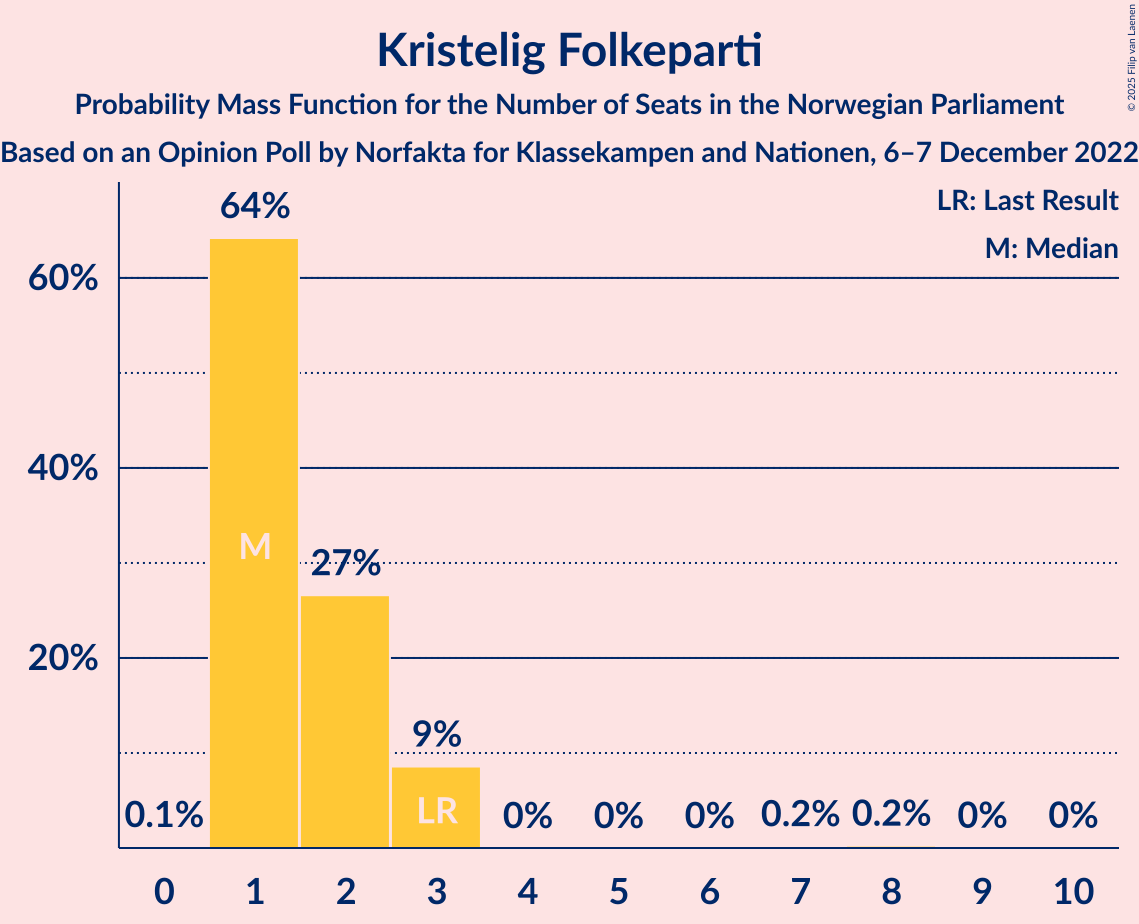 Kristelig Folkeparti
Probability Mass Function for the Number of Seats in the Norwegian Parliament
Based on an Opinion Poll by Norfakta for Klassekampen and Nationen, 6–7 December 2022
© 2025 Filip van Laenen
LR: Last Result
M: Median
64%
60%
40%
M
27%
20%
9%
LR
0.1%
0%
0%
0%
0.2%
0.2%
0%
0%
0 1 2 3 4 5 6 7 8 9 10